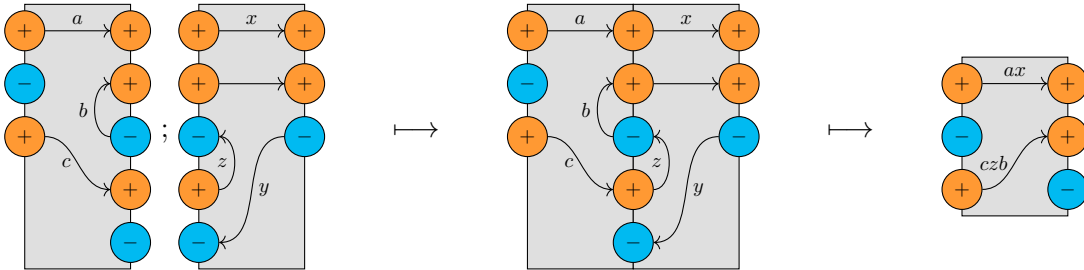 a x a x
+ + + + + + + + +
ax
+ +
− + + + − + +
b b
− +
− − − ; + − − − −
c z y c z y czb
+ +
+ + + −
− − −